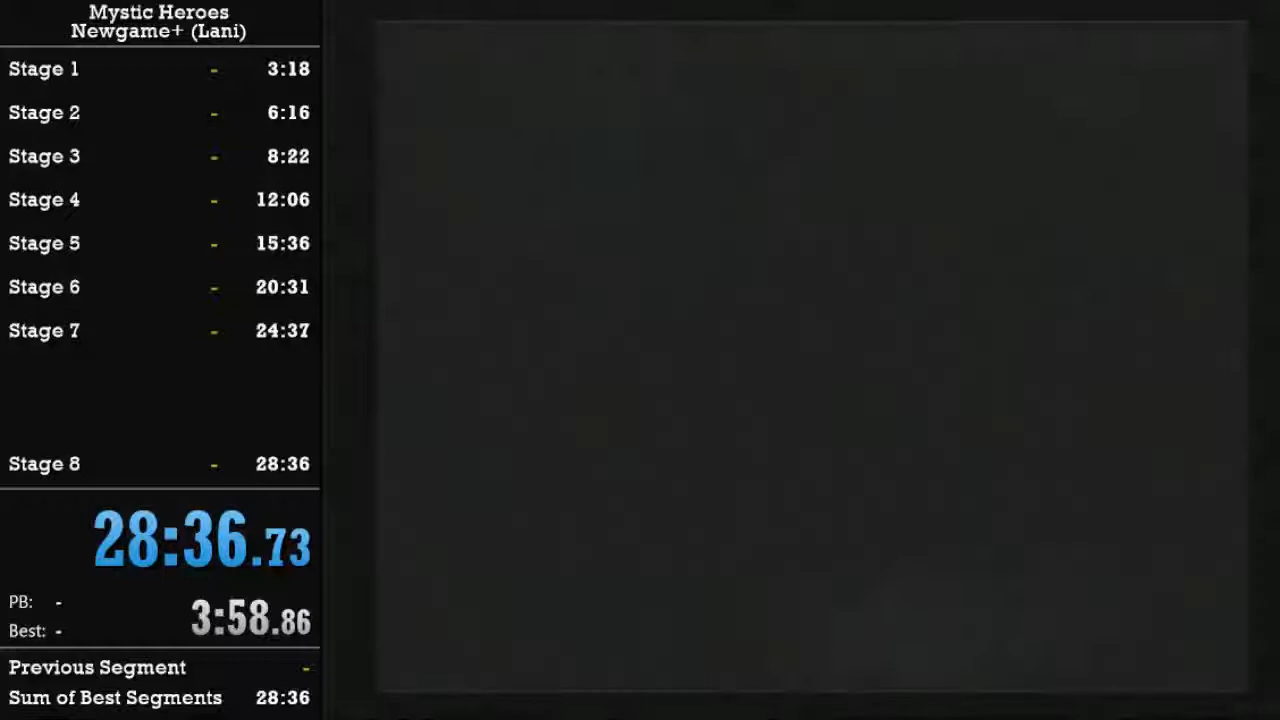 Mystic Heroes
Newgame+ (Lani)
Stage 1 - 3:18
Stage 2 - 6:16
Stage 3 - 8:22
Stage 4 - 12:06
Stage 5 - 15:36
Stage 6 - 20:31
Stage 7 - 24:37
Stage 8 - 28:36
28:36.73
PB: - 3:58.86
Best: -
Previous Segment -
Sum of Best Segments 28:36